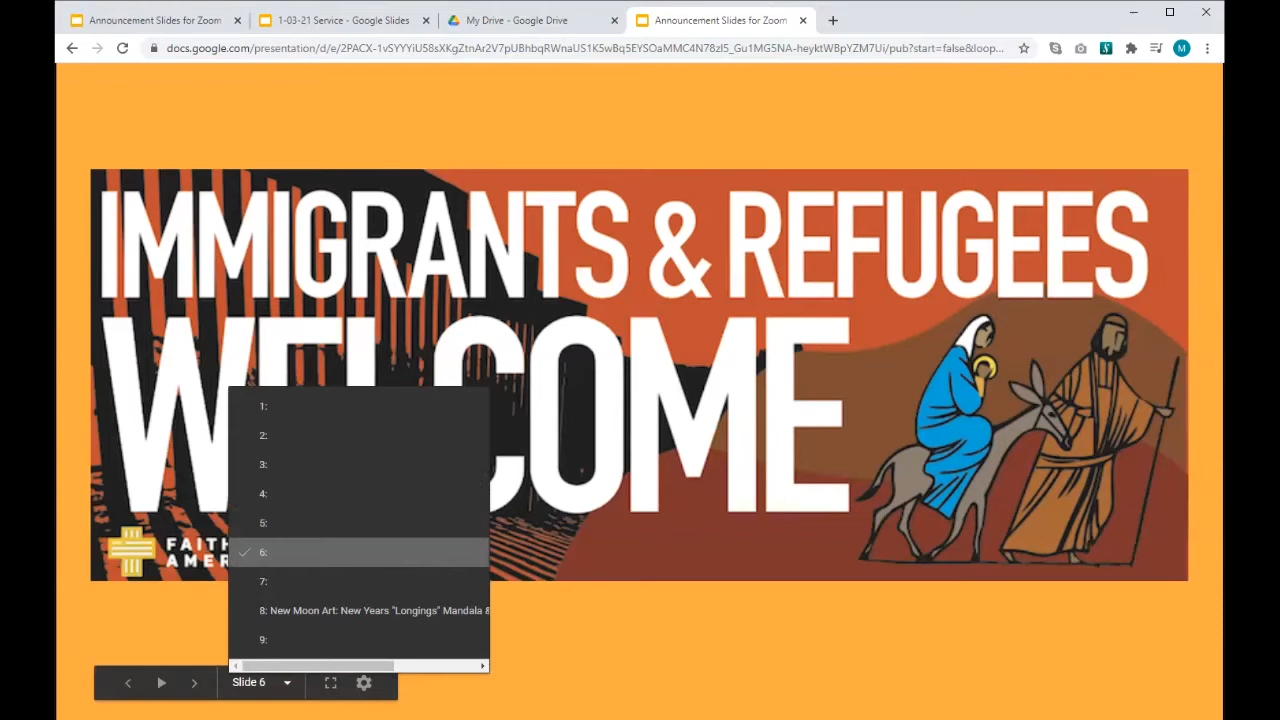 Announcement Slides for Zoom
1-03-21 Service - Google Slides
My Drive - Google Drive
Announcement Slides for Zoom
docs.google.com/presentation/d/e/2PACX-1vSYYYiU58sXKgZtnAr2V7pUBhbqRWnaUS1K5wBq5EYSOaMMC4N78zI5_Gu1MG5NA-heyktWBpYZM7Ui/pub?start=false&loop...
M
IMMIGRANTS & REFUGEES
WELCOME
FAITH
AMER
1:
2:
3:
4:
5:
6:
7:
8: New Moon Art: New Years "Longings" Mandala &
9:
Slide 6